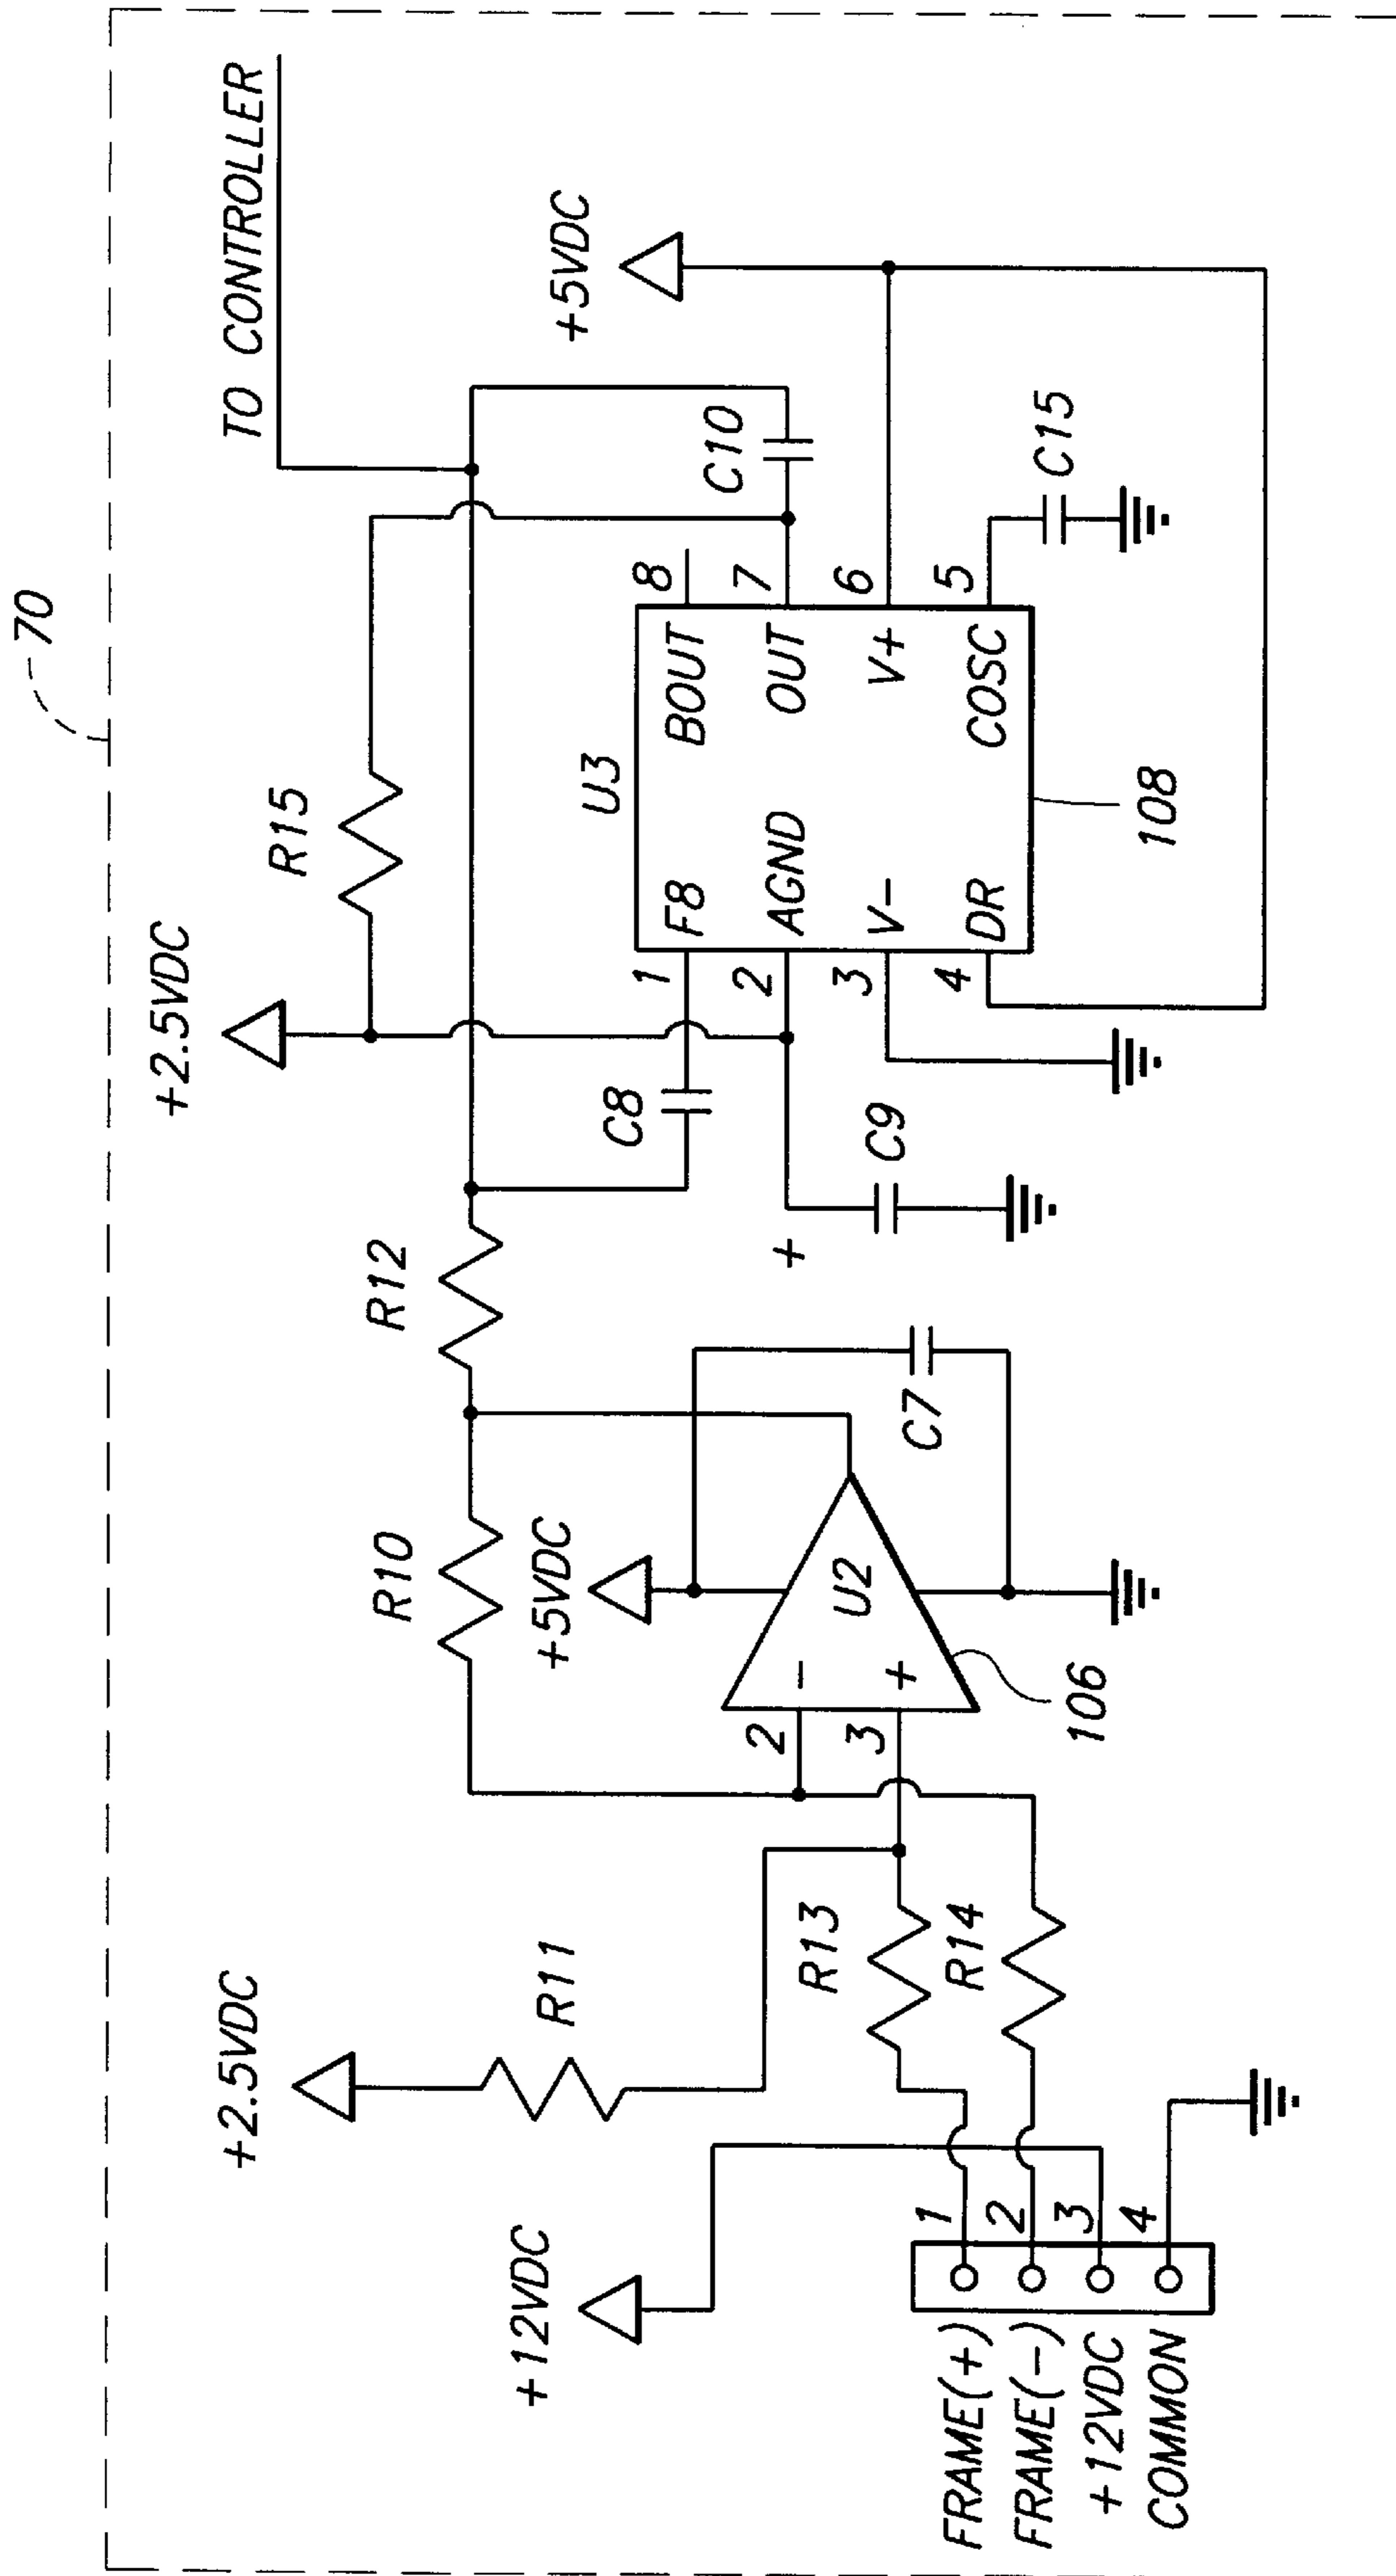 70
TO CONTROLLER
+2.5VDC
R15
+5VDC
C10
U3
F8
BOUT
AGND
OUT
V-
V+
DR
COSC
1
2
3
4
8
7
6
5
C15
108
C8
C9
+
R12
R10
+5VDC
U2
-
+
2
3
C7
106
+2.5VDC
R11
R13
R14
+12VDC
1
2
3
4
FRAME(+)
FRAME(-)
+12VDC
COMMON